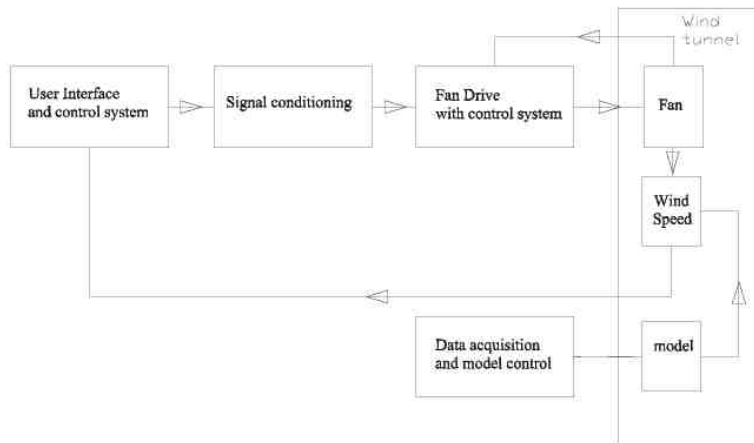 Wind
tunnel
User Interface
and control system
Signal conditioning
Fan Drive
with control system
Fan
Wind
Speed
Data acquisition
and model control
model